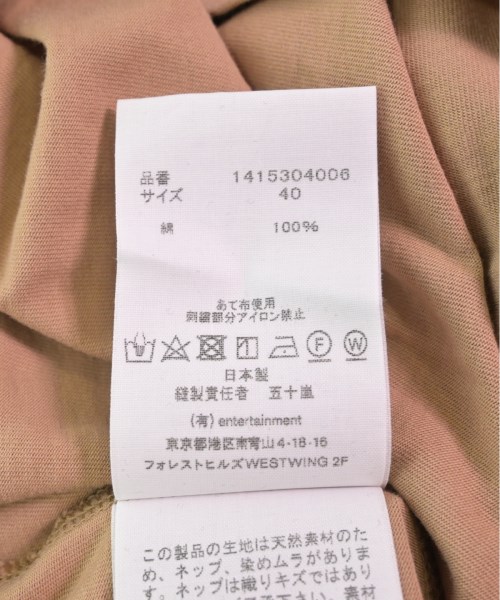 品番 1415304006
サイズ 40
綿 100%
あて布使用
刺繍部分アイロン禁止
F W
日本製
縫製責任者 五十嵐
(有) entertainment
東京都港区南青山4-18-16
フォレストヒルズWESTWING 2F
この製品の生地は天然素材のた
め、ネップ、染めムラがありま
す。ネップは織りキズではあり